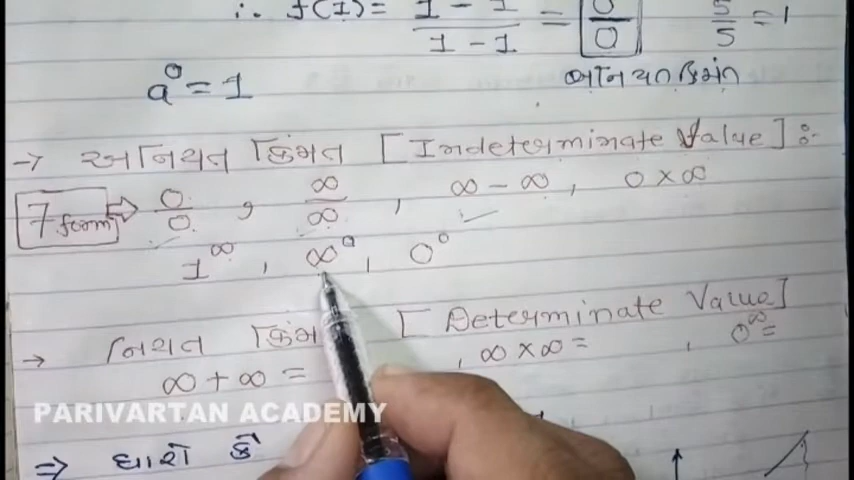 ∴ f(1) = 1 - 1 / 1 - 1 = 0/0 5/5 = 1
a⁰ = 1 અનિયત કિંમત
→ અનિયત કિંમત [Indeterminate Value] :-
7 form ⇒ 0/0 , ∞/∞ , ∞ - ∞ , 0 × ∞
1^∞ , ∞⁰ , 0⁰
→ નિયત કિંમ [Determinate Value]
∞ + ∞ = , ∞ × ∞ = , 0^∞ =
PARIVARTAN ACADEMY
⇒ ધારો કે